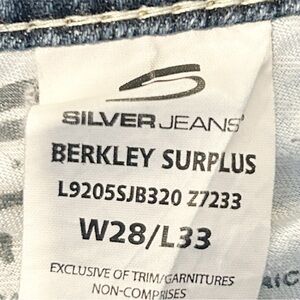 SILVER JEANS
BERKLEY SURPLUS
L9205SJB320 Z7233
W28/L33
EXCLUSIVE OF TRIM/GARNITURES
NON-COMPRISES